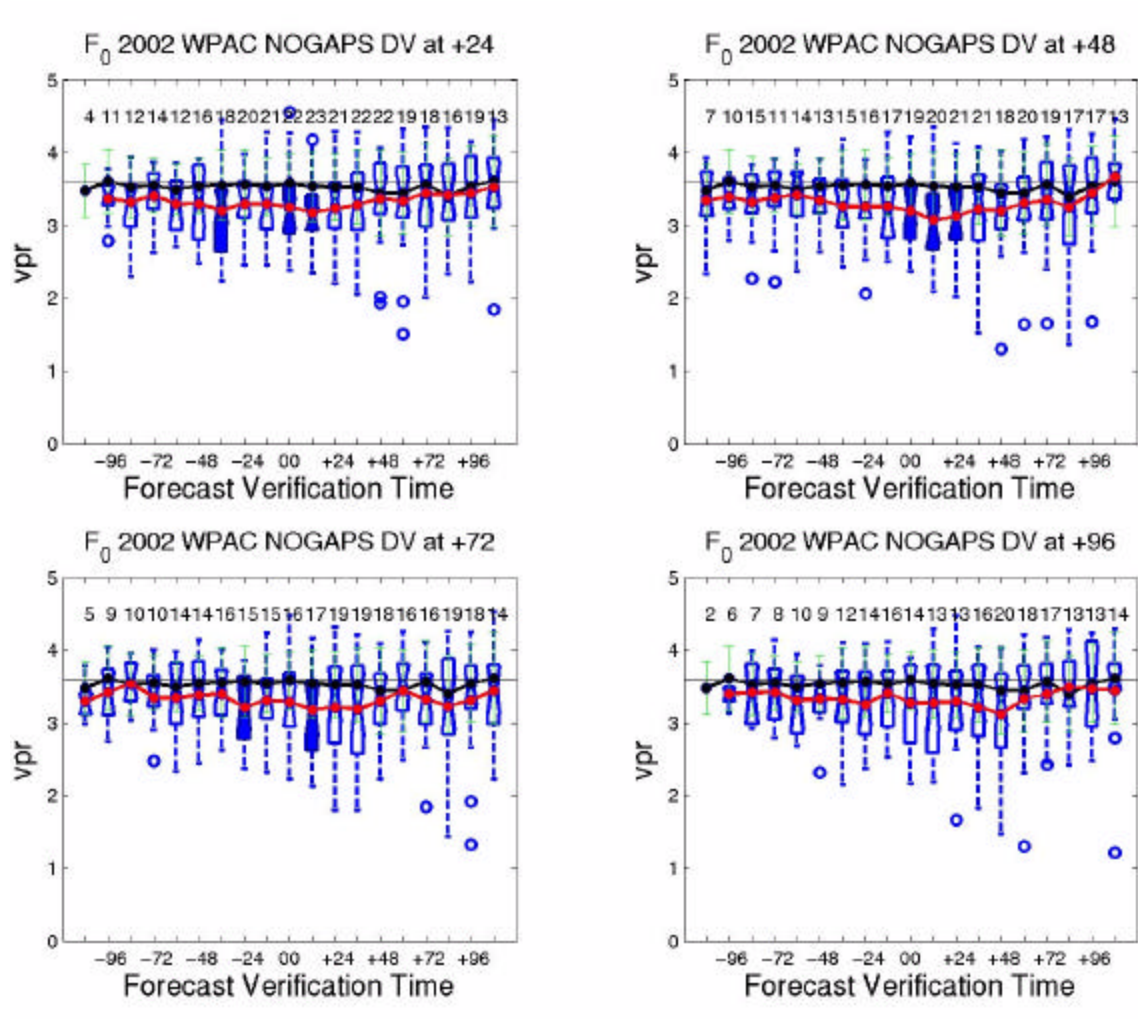 F0 2002 WPAC NOGAPS DV at +24
5
4 11 12 14 12 16 18 20 21 22 23 21 22 22 19 18 16 19 13
4
3
vpr
2
1
0
−96 −72 −48 −24 00 +24 +48 +72 +96
Forecast Verification Time
F0 2002 WPAC NOGAPS DV at +48
5
7 10 15 11 14 13 15 16 17 19 20 21 21 18 20 19 17 17 13
4
3
vpr
2
1
0
−96 −72 −48 −24 00 +24 +48 +72 +96
Forecast Verification Time
F0 2002 WPAC NOGAPS DV at +72
5
5 9 10 10 14 14 16 15 15 16 17 19 19 18 16 16 19 18 14
4
3
vpr
2
1
0
−96 −72 −48 −24 00 +24 +48 +72 +96
Forecast Verification Time
F0 2002 WPAC NOGAPS DV at +96
5
2 6 7 8 10 9 12 14 16 14 13 13 16 20 18 17 13 13 14
4
3
vpr
2
1
0
−96 −72 −48 −24 00 +24 +48 +72 +96
Forecast Verification Time